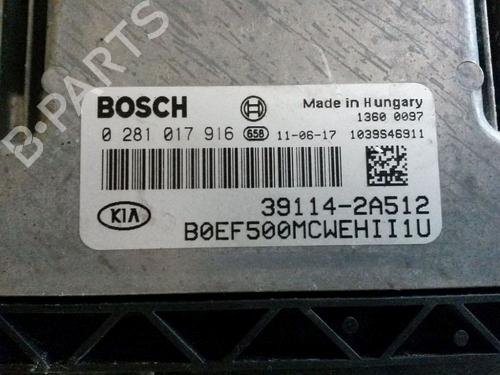 BOSCH
Made in Hungary
1360 0097
0 281 017 916 658 11-06-17 1039S46911
KIA
39114-2A512
B0EF500MCWEHII1U
B-PARTS